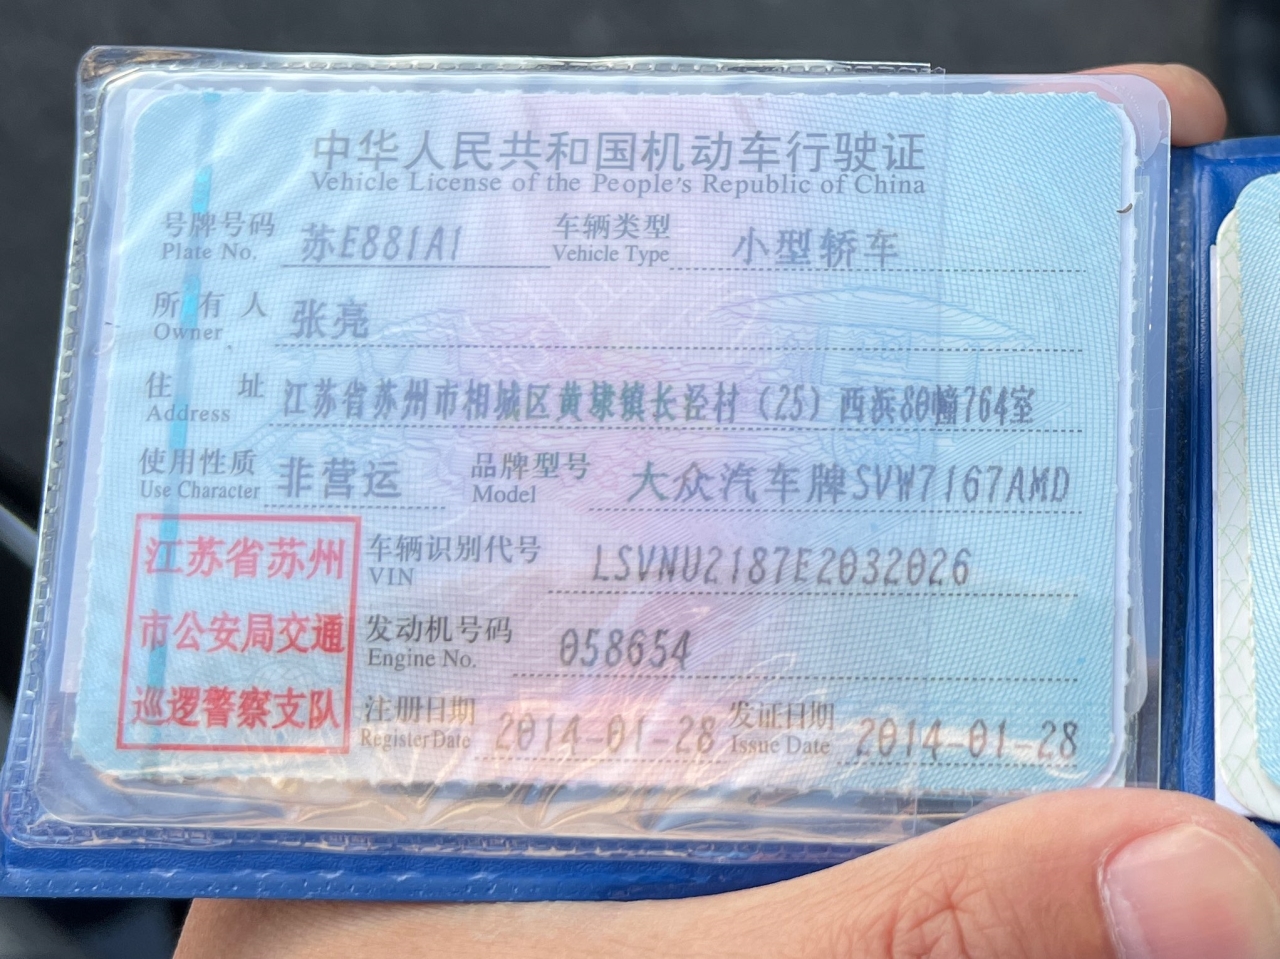 中华人民共和国机动车行驶证
Vehicle License of the People's Republic of China
号牌号码 苏E881A1 车辆类型 小型轿车
Plate No. Vehicle Type
所有人 张亮
Owner
住址 江苏省苏州市相城区黄埭镇长泾村（25）西浜80幢764室
Address
使用性质 非营运 品牌型号 大众汽车牌SVW7167AMD
Use Character Model
江苏省苏州
市公安局交通
巡逻警察支队
车辆识别代号 LSVNU2187E2032026
VIN
发动机号码 058654
Engine No.
注册日期 2014-01-28 发证日期 2014-01-28
Register Date Issue Date